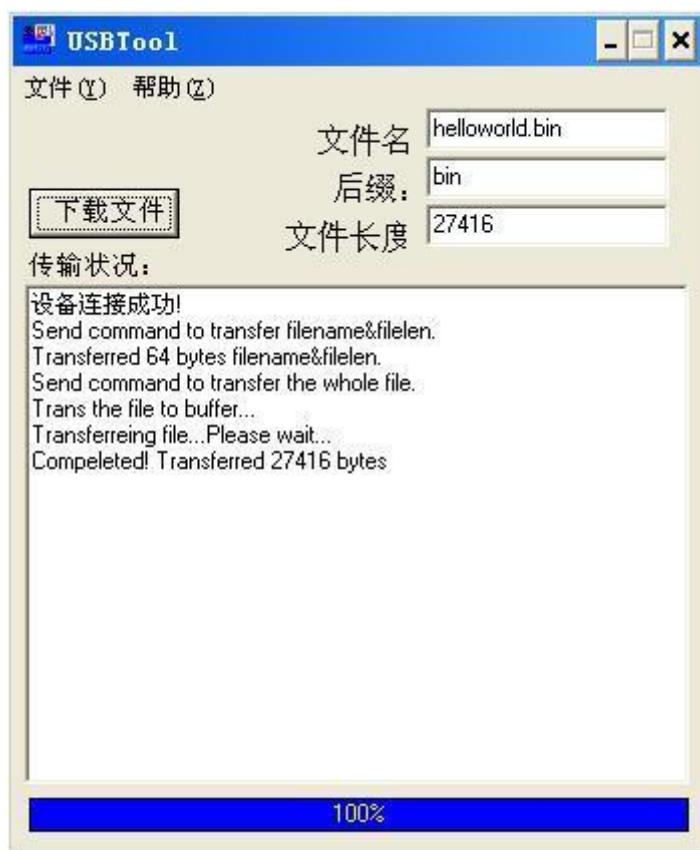 USBTool
文件(Y) 帮助(Z)
文件名 helloworld.bin
后缀： bin
下载文件
文件长度 27416
传输状况：
设备连接成功!
Send command to transfer filename&filelen.
Transferred 64 bytes filename&filelen.
Send command to transfer the whole file.
Trans the file to buffer...
Transferreing file...Please wait...
Compeleted! Transferred 27416 bytes
100%